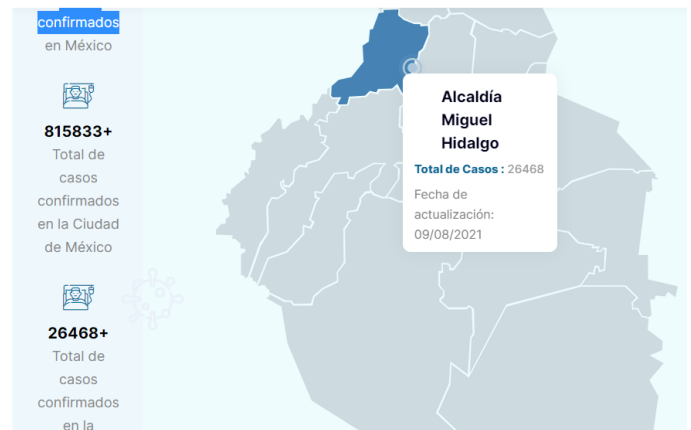 confirmados
en México
815833+
Total de
casos
confirmados
en la Ciudad
de México
26468+
Total de
casos
confirmados
en la
Alcaldía
Miguel
Hidalgo
Total de Casos : 26468
Fecha de
actualización:
09/08/2021